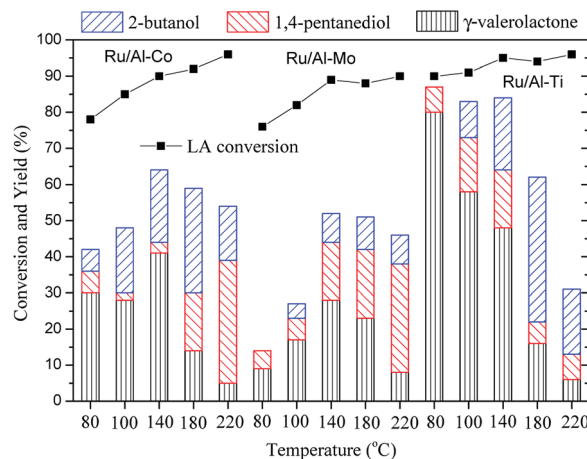 2-butanol 1,4-pentanediol γ-valerolactone
100
90
80
70
60
50
40
30
20
10
0
Conversion and Yield (%)
Ru/Al-Co
Ru/Al-Mo
Ru/Al-Ti
LA conversion
80 100 140 180 220 80 100 140 180 220 80 100 140 180 220
Temperature (°C)